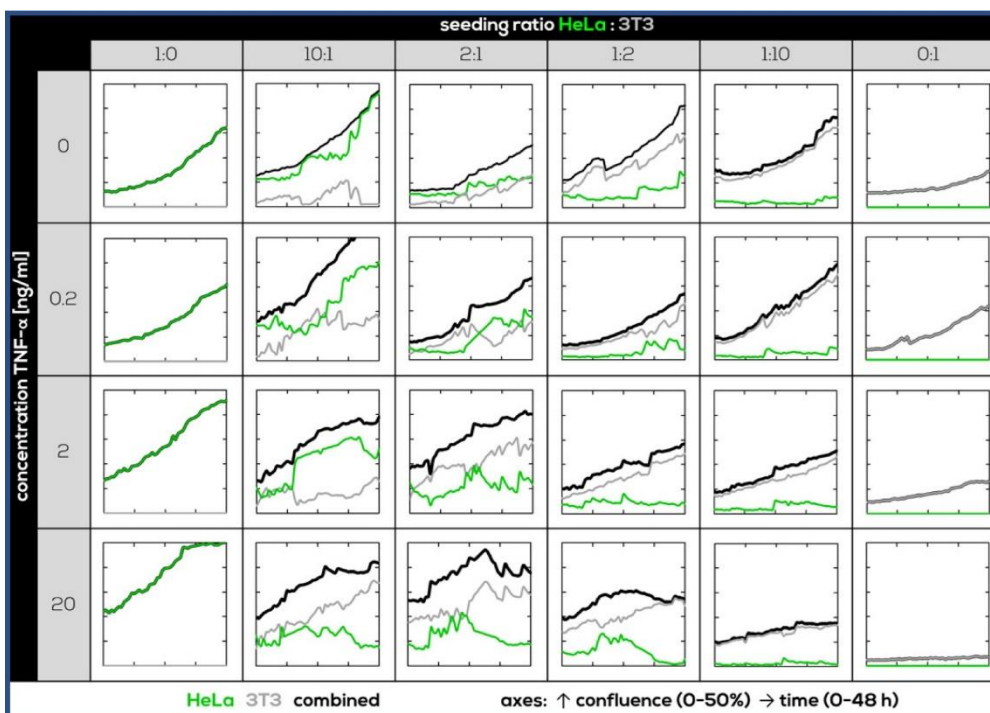 seeding ratio HeLa : 3T3
1:0 10:1 2:1 1:2 1:10 0:1
concentration TNF-α [ng/ml]
0
0.2
2
20
HeLa 3T3 combined axes: ↑ confluence (0-50%) → time (0-48 h)